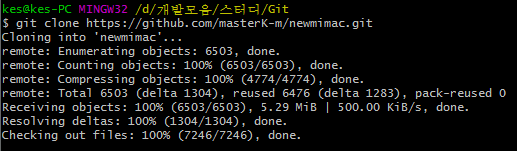 kes@kes-PC MINGW32 /d/개발모음/스터디/Git
$ git clone https://github.com/masterK-m/newmimac.git
Cloning into 'newmimac'...
remote: Enumerating objects: 6503, done.
remote: Counting objects: 100% (6503/6503), done.
remote: Compressing objects: 100% (4774/4774), done.
remote: Total 6503 (delta 1304), reused 6476 (delta 1283), pack-reused 0
Receiving objects: 100% (6503/6503), 5.29 MiB | 500.00 KiB/s, done.
Resolving deltas: 100% (1304/1304), done.
Checking out files: 100% (7246/7246), done.